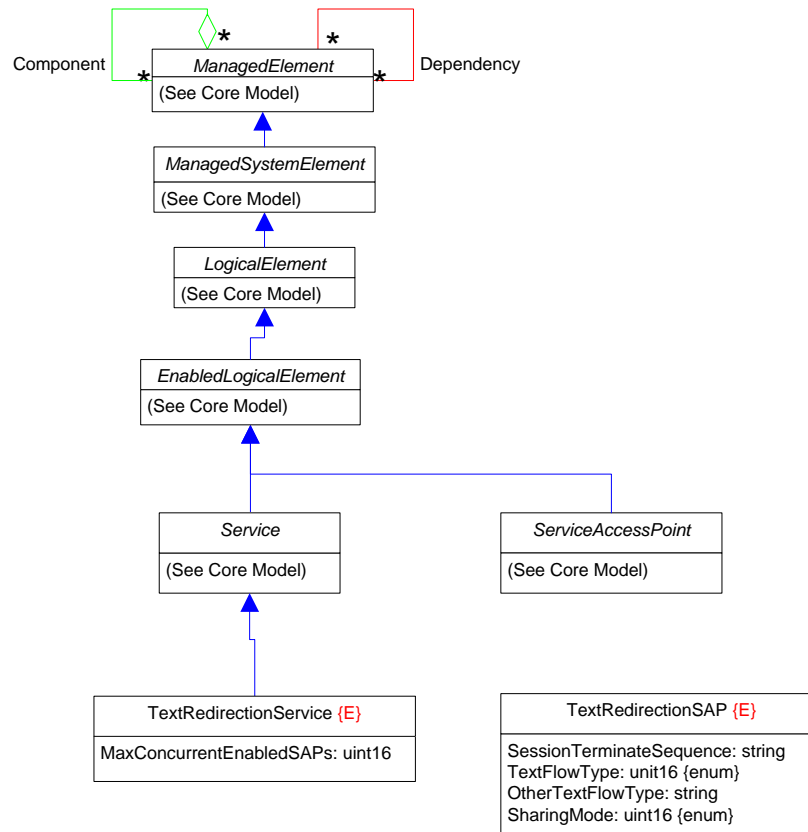 Component
*
*
ManagedElement
(See Core Model)
*
*
Dependency
ManagedSystemElement
(See Core Model)
LogicalElement
(See Core Model)
EnabledLogicalElement
(See Core Model)
Service
(See Core Model)
ServiceAccessPoint
(See Core Model)
TextRedirectionService {E}
MaxConcurrentEnabledSAPs: uint16
TextRedirectionSAP {E}
SessionTerminateSequence: string
TextFlowType: unit16 {enum}
OtherTextFlowType: string
SharingMode: uint16 {enum}